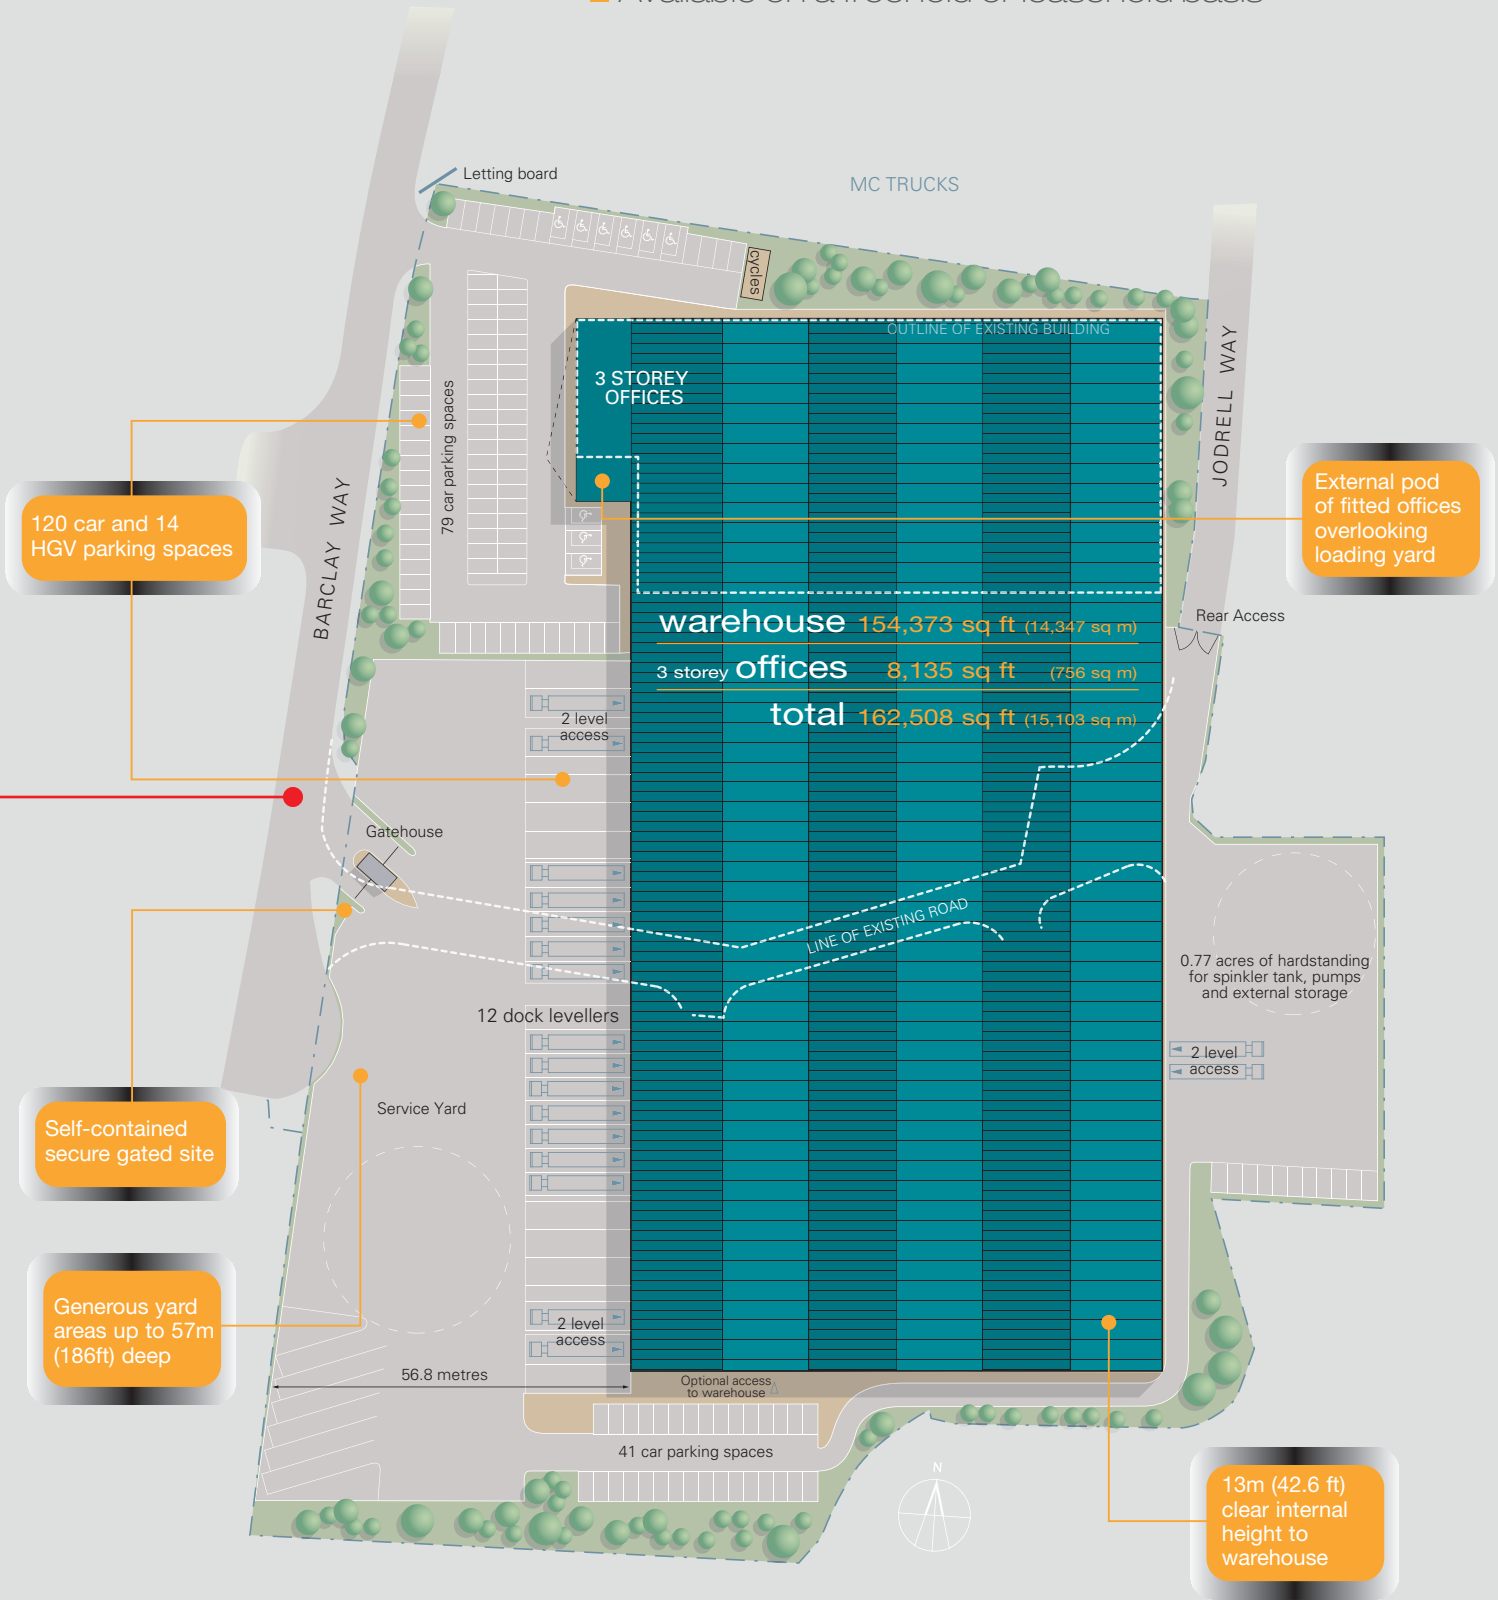 Available on a freehold or leasehold basis
Letting board
MC TRUCKS
cycles
OUTLINE OF EXISTING BUILDING
3 STOREY
OFFICES
JODRELL WAY
79 car parking spaces
BARCLAY WAY
120 car and 14
HGV parking spaces
External pod
of fitted offices
overlooking
loading yard
warehouse 154,373 sq ft (14,347 sq m)
3 storey offices 8,135 sq ft (756 sq m)
total 162,508 sq ft (15,103 sq m)
Rear Access
2 level
access
Gatehouse
LINE OF EXISTING ROAD
0.77 acres of hardstanding
for spinkler tank, pumps
and external storage
12 dock levellers
2 level
access
Service Yard
Self-contained
secure gated site
Generous yard
areas up to 57m
(186ft) deep
2 level
access
56.8 metres
Optional access
to warehouse
41 car parking spaces
N
13m (42.6 ft)
clear internal
height to
warehouse